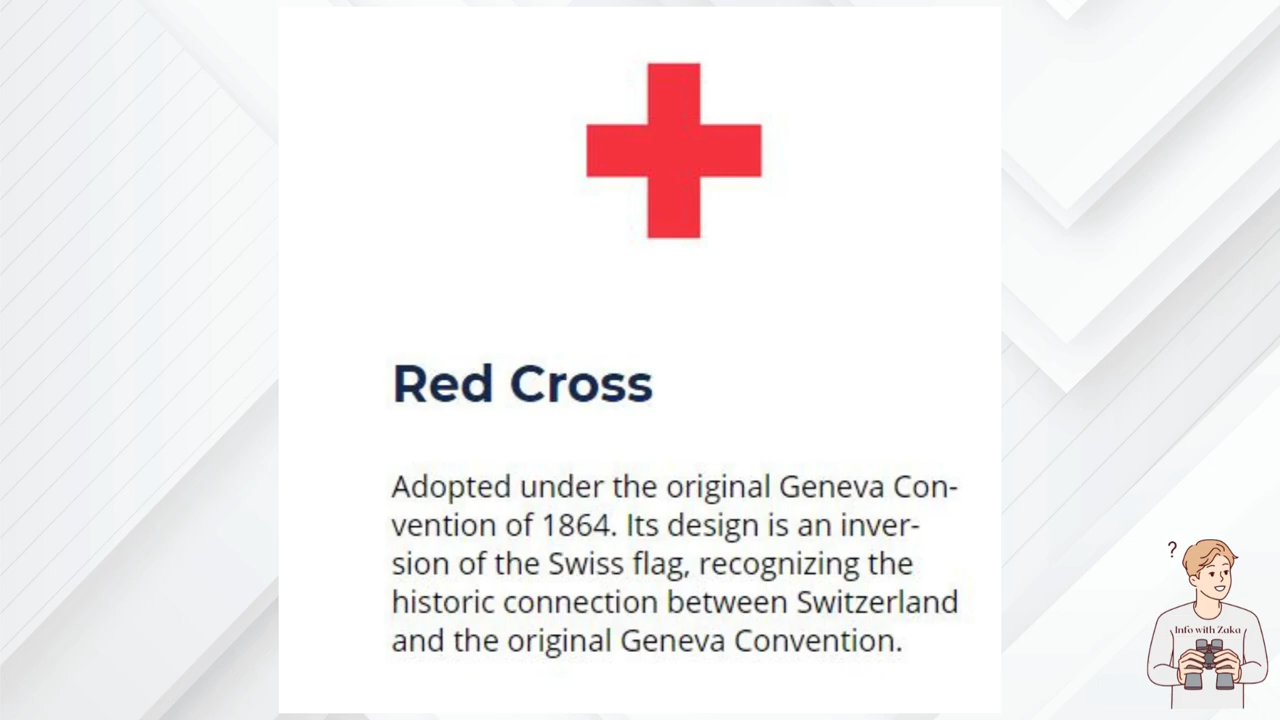 Red Cross
Adopted under the original Geneva Con-
vention of 1864. Its design is an inver-
sion of the Swiss flag, recognizing the
historic connection between Switzerland
and the original Geneva Convention.
?
Info with Zaka